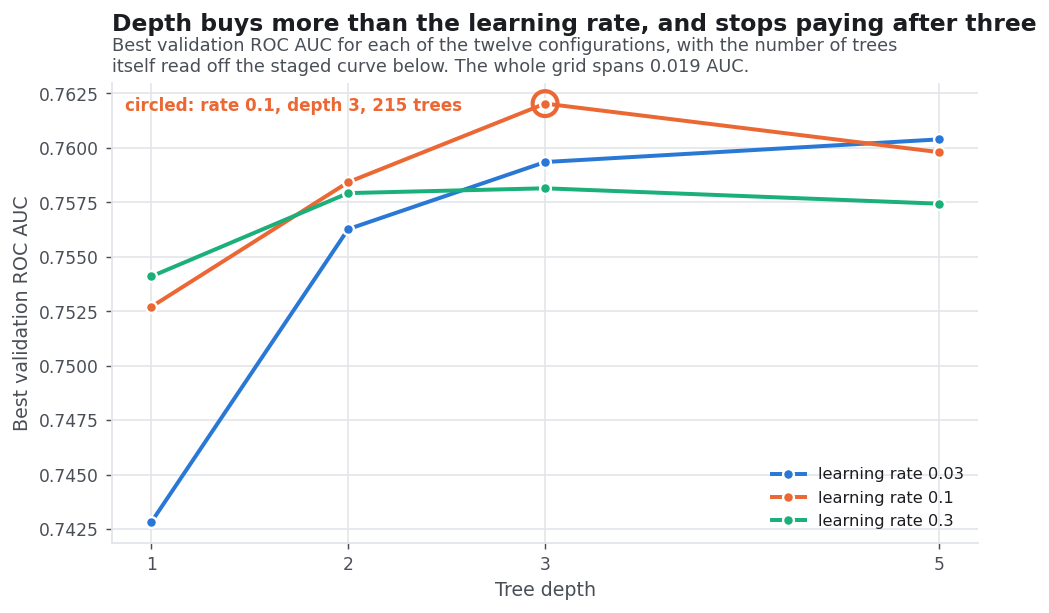 Depth buys more than the learning rate, and stops paying after three
Best validation ROC AUC for each of the twelve configurations, with the number of trees
itself read off the staged curve below. The whole grid spans 0.019 AUC.
circled: rate 0.1, depth 3, 215 trees
Best validation ROC AUC
0.7625
0.7600
0.7575
0.7550
0.7525
0.7500
0.7475
0.7450
0.7425
learning rate 0.03
learning rate 0.1
learning rate 0.3
1 2 3 5
Tree depth